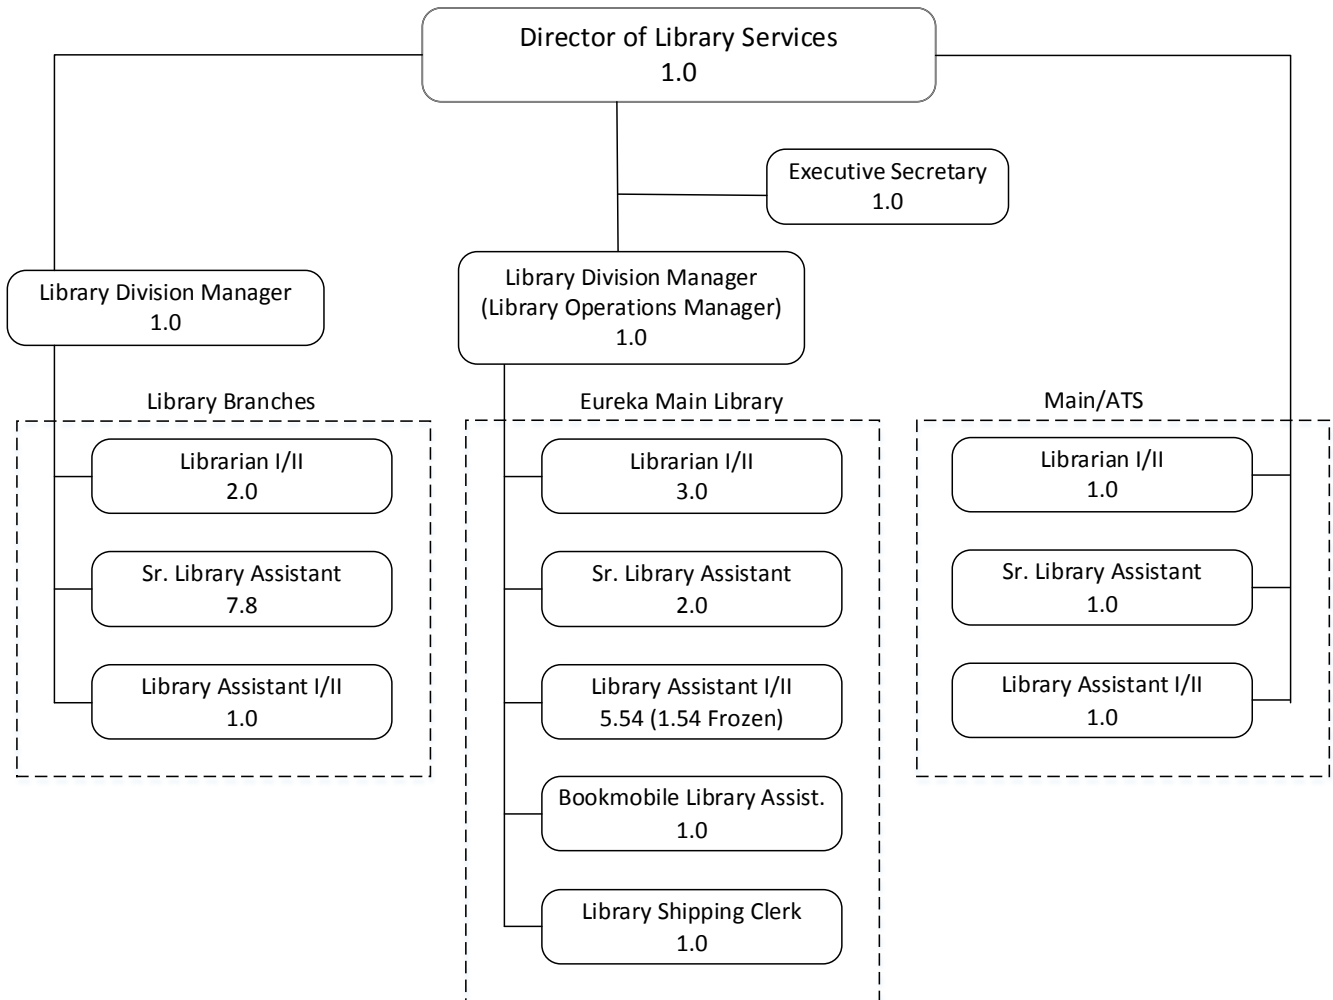 Director of Library Services
1.0
Executive Secretary
1.0
Library Division Manager
1.0
Library Division Manager
(Library Operations Manager)
1.0
Library Branches
Librarian I/II
2.0
Sr. Library Assistant
7.8
Library Assistant I/II
1.0
Eureka Main Library
Librarian I/II
3.0
Sr. Library Assistant
2.0
Library Assistant I/II
5.54 (1.54 Frozen)
Bookmobile Library Assist.
1.0
Library Shipping Clerk
1.0
Main/ATS
Librarian I/II
1.0
Sr. Library Assistant
1.0
Library Assistant I/II
1.0